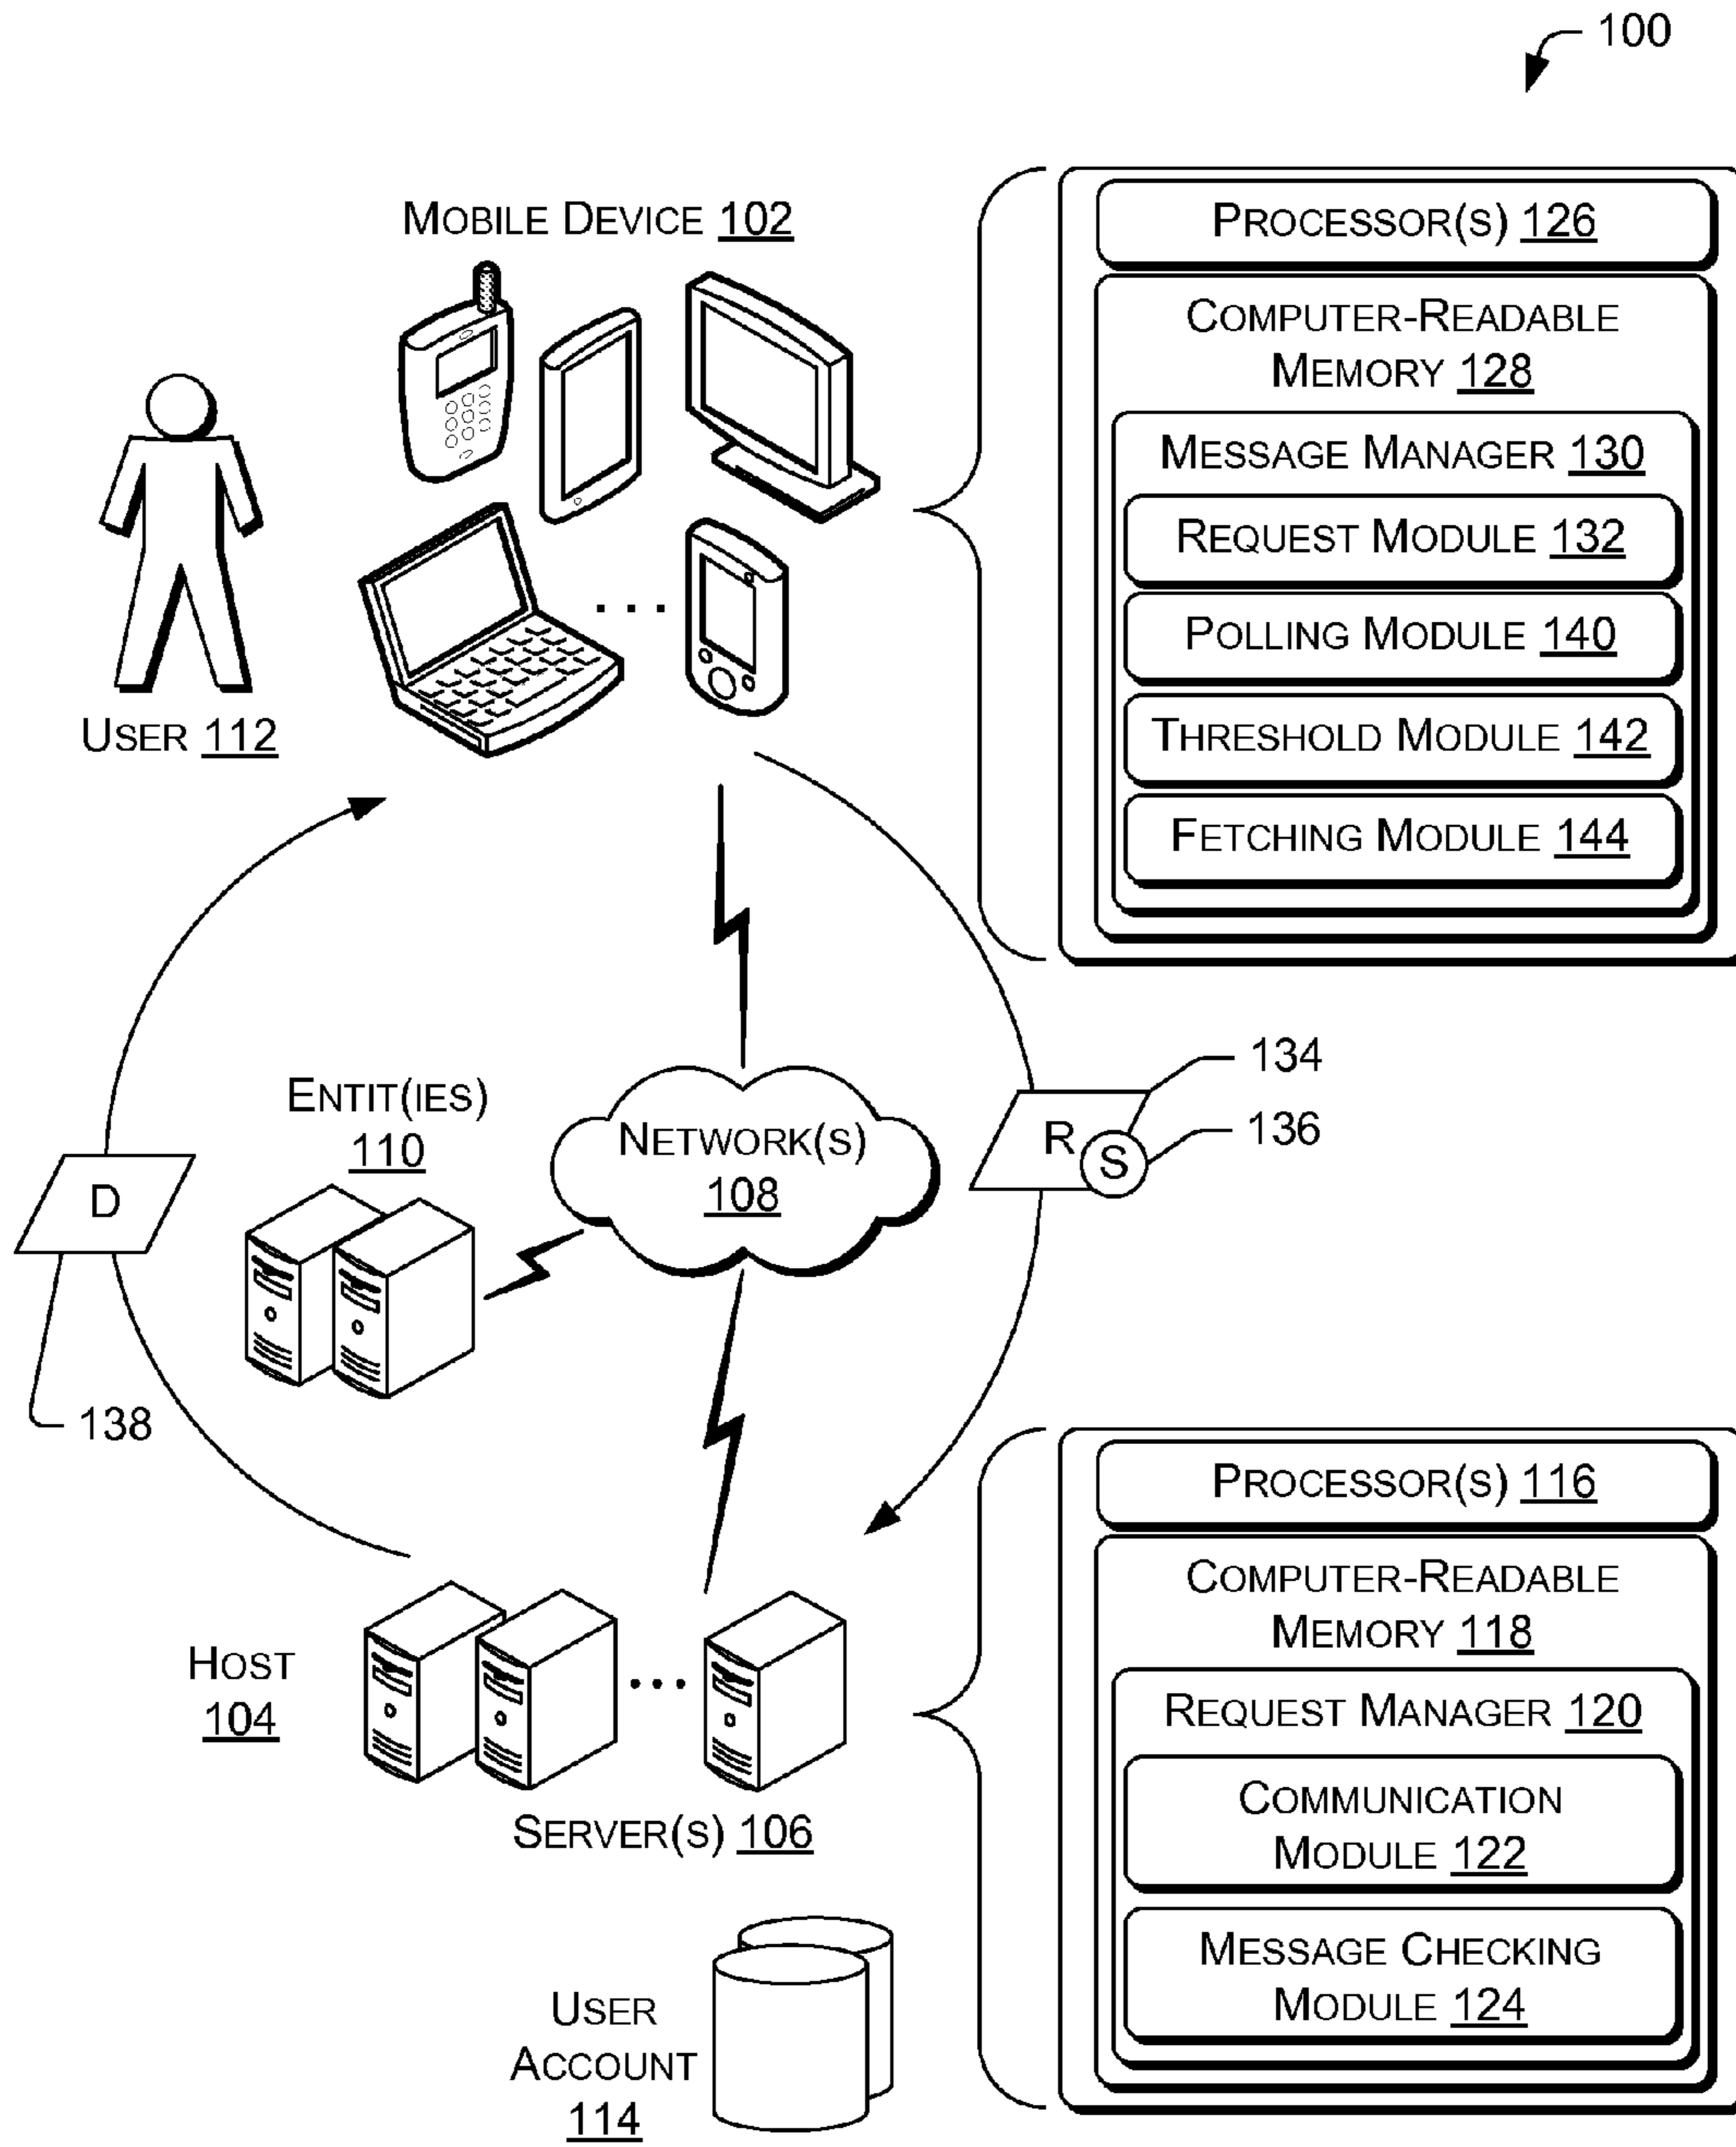 100
MOBILE DEVICE 102
USER 112
PROCESSOR(S) 126
COMPUTER-READABLE
MEMORY 128
MESSAGE MANAGER 130
REQUEST MODULE 132
POLLING MODULE 140
THRESHOLD MODULE 142
FETCHING MODULE 144
ENTIT(IES)
110
NETWORK(S)
108
134
R
S
136
D
138
HOST
104
SERVER(S) 106
USER
ACCOUNT
114
PROCESSOR(S) 116
COMPUTER-READABLE
MEMORY 118
REQUEST MANAGER 120
COMMUNICATION
MODULE 122
MESSAGE CHECKING
MODULE 124